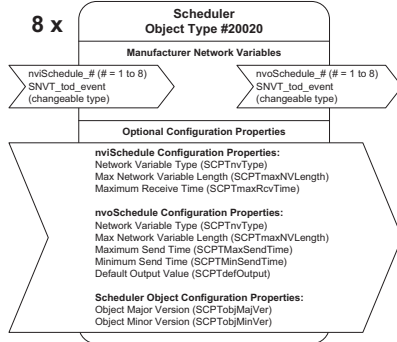 8 x
Scheduler
Object Type #20020
Manufacturer Network Variables
nviSchedule_# (# = 1 to 8)
SNVT_tod_event
(changeable type)
nvoSchedule_# (# = 1 to 8)
SNVT_tod_event
(changeable type)
Optional Configuration Properties
nviSchedule Configuration Properties:
Network Variable Type (SCPTnvType)
Max Network Variable Length (SCPTmaxNVLength)
Maximum Receive Time (SCPTmaxRcvTime)
nvoSchedule Configuration Properties:
Network Variable Type (SCPTnvType)
Max Network Variable Length (SCPTmaxNVLength)
Maximum Send Time (SCPTMaxSendTime)
Minimum Send Time (SCPTMinSendTime)
Default Output Value (SCPTdefOutput)
Scheduler Object Configuration Properties:
Object Major Version (SCPTobjMajVer)
Object Minor Version (SCPTobjMinVer)